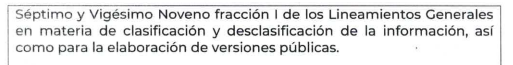 Séptimo y Vigésimo Noveno fracción I de los Lineamientos Generales
en materia de clasificación y desclasificación de la información, así
como para la elaboración de versiones públicas.